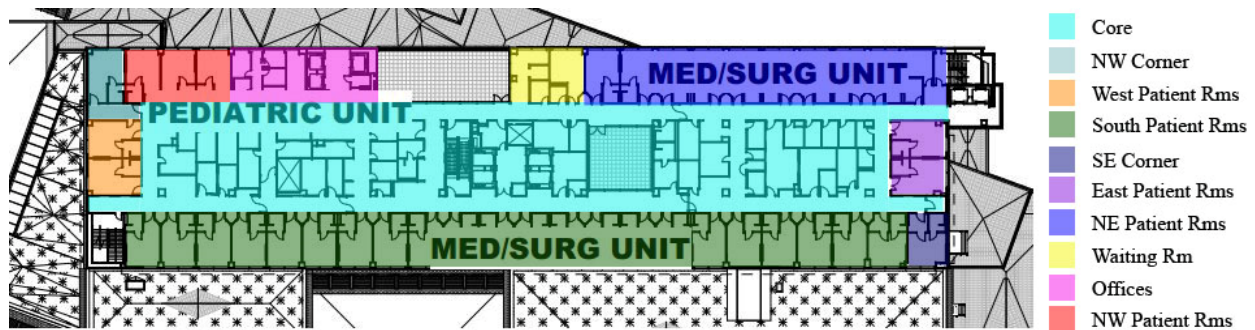 MED/SURG UNIT
PEDIATRIC UNIT
MED/SURG UNIT
Core
NW Corner
West Patient Rms
South Patient Rms
SE Corner
East Patient Rms
NE Patient Rms
Waiting Rm
Offices
NW Patient Rms